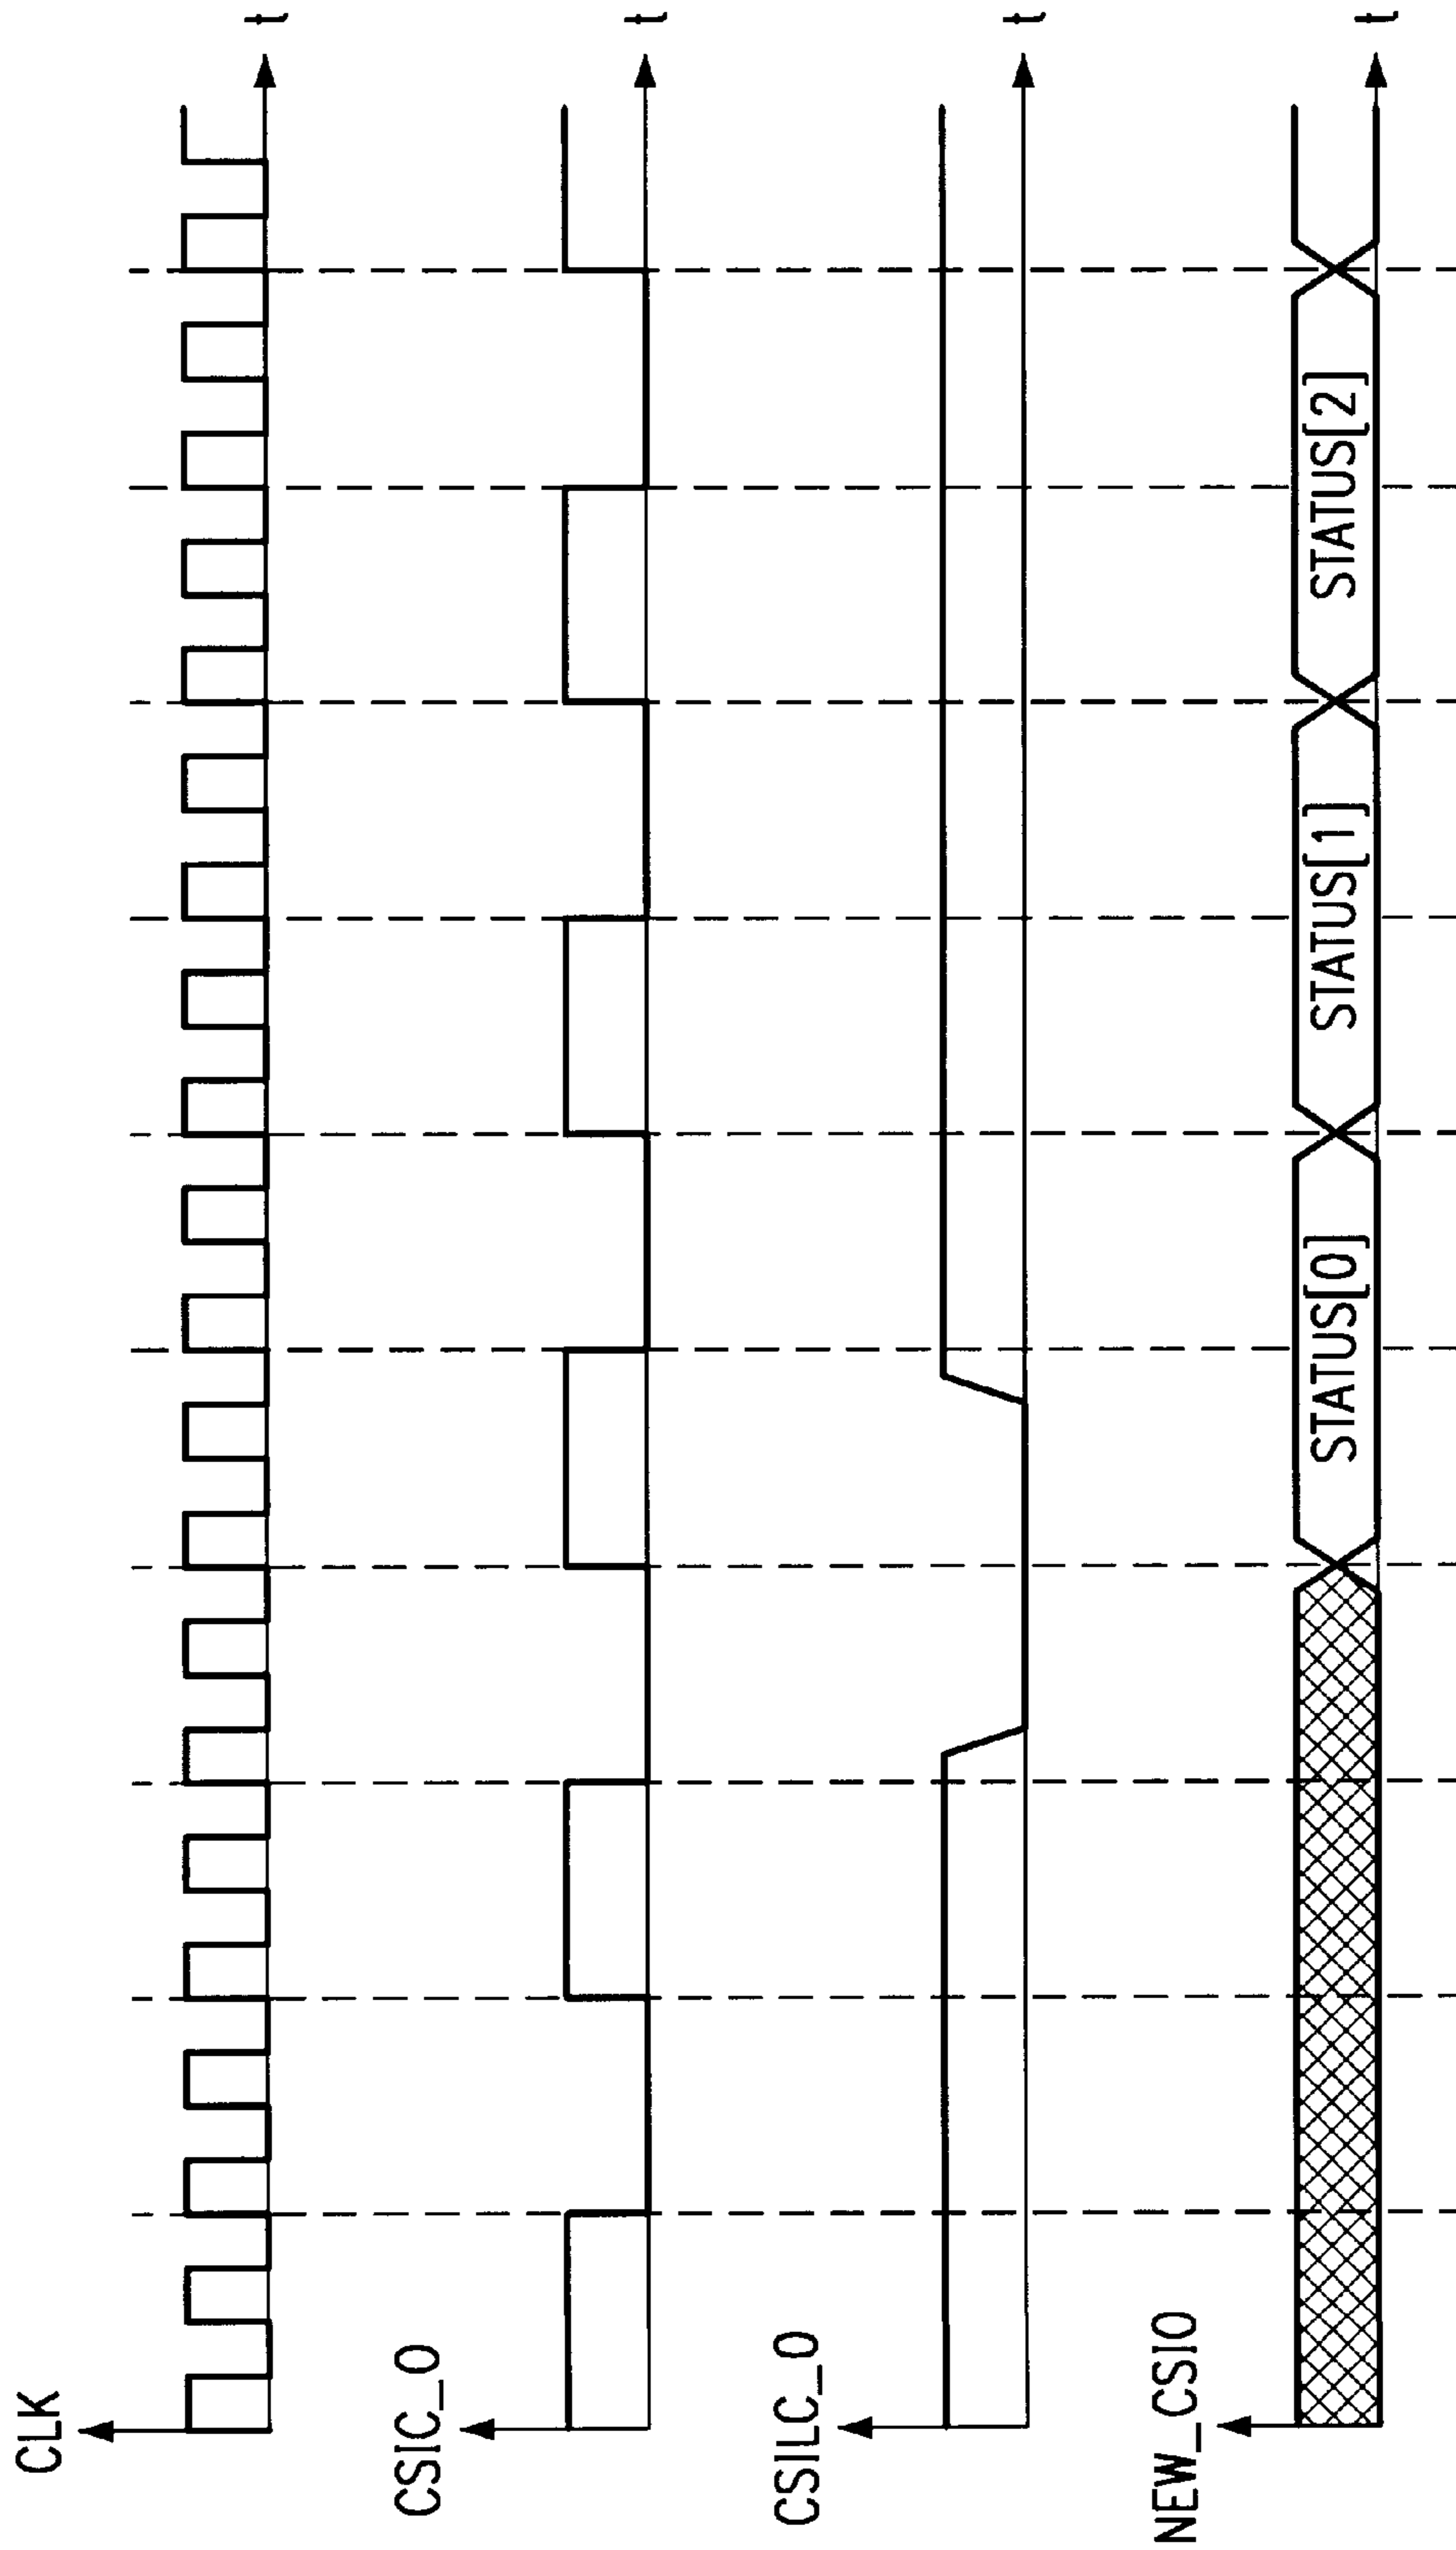 CLK
t
CSIC_0
t
CSILC_0
t
NEW_CSIO
STATUS[0]
STATUS[1]
STATUS[2]
t